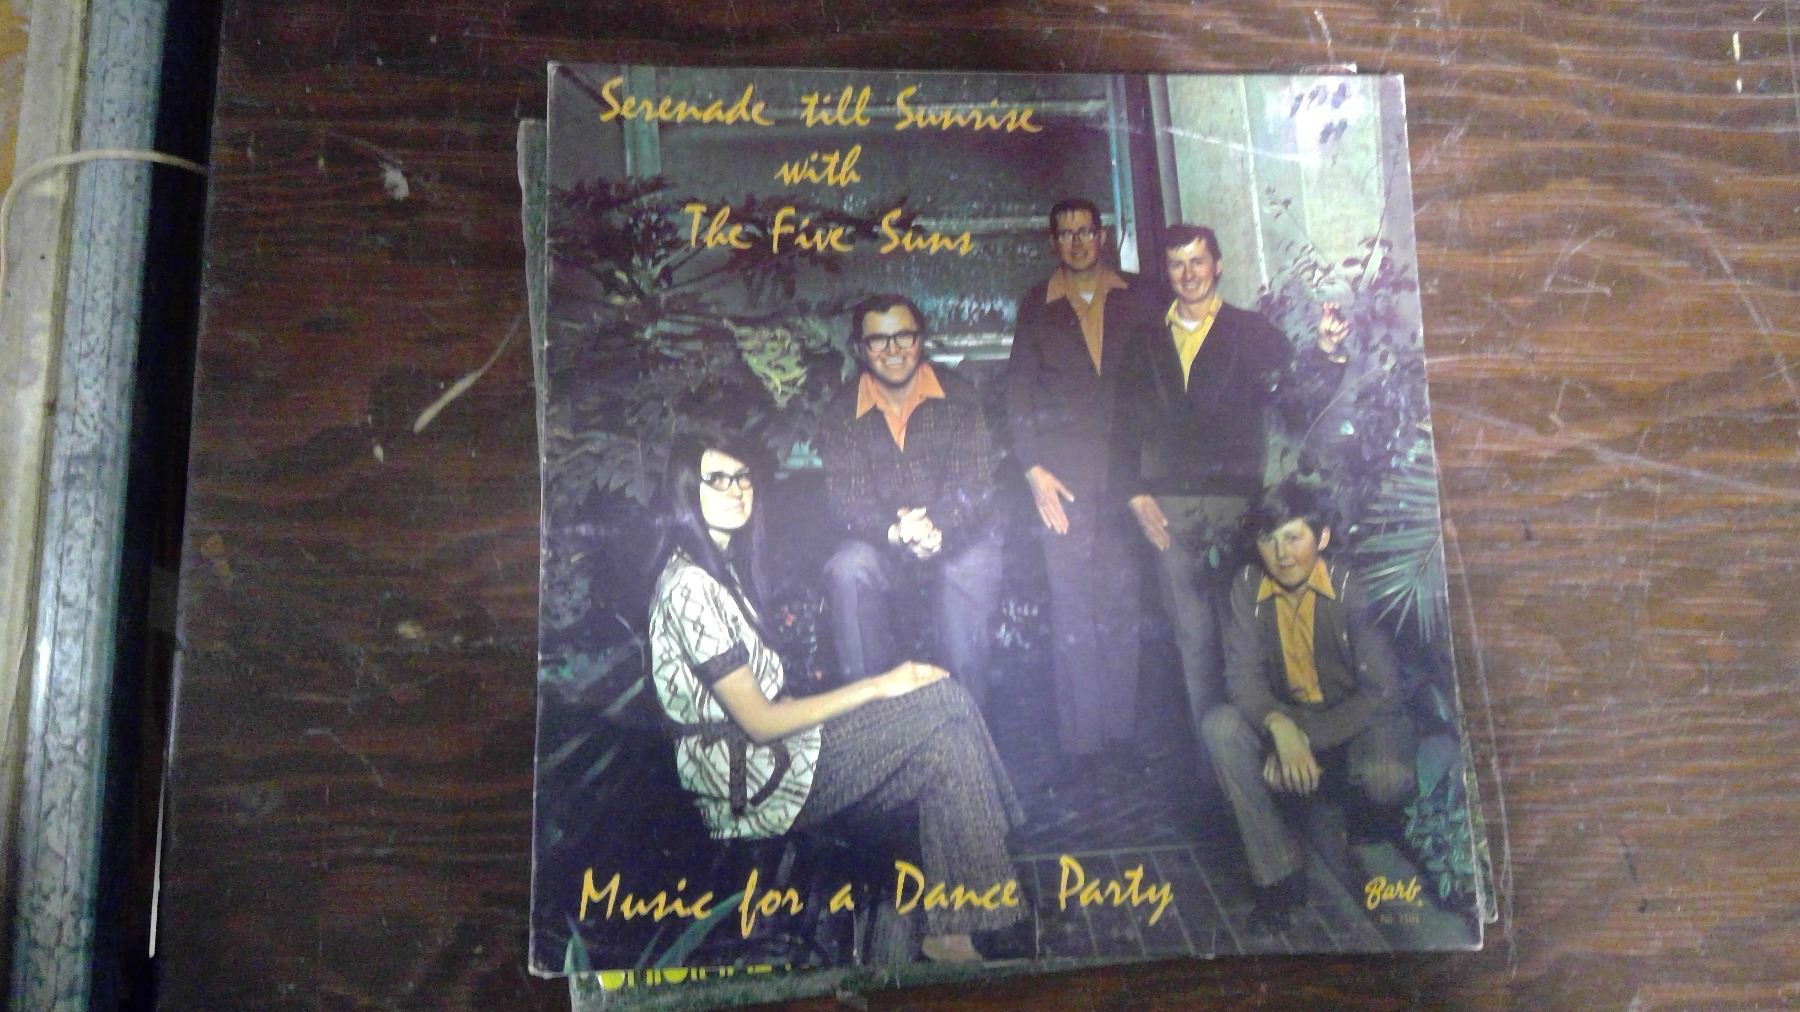 Serenade till Sunrise
with
The Five Suns
Music for a Dance Party
Barb.